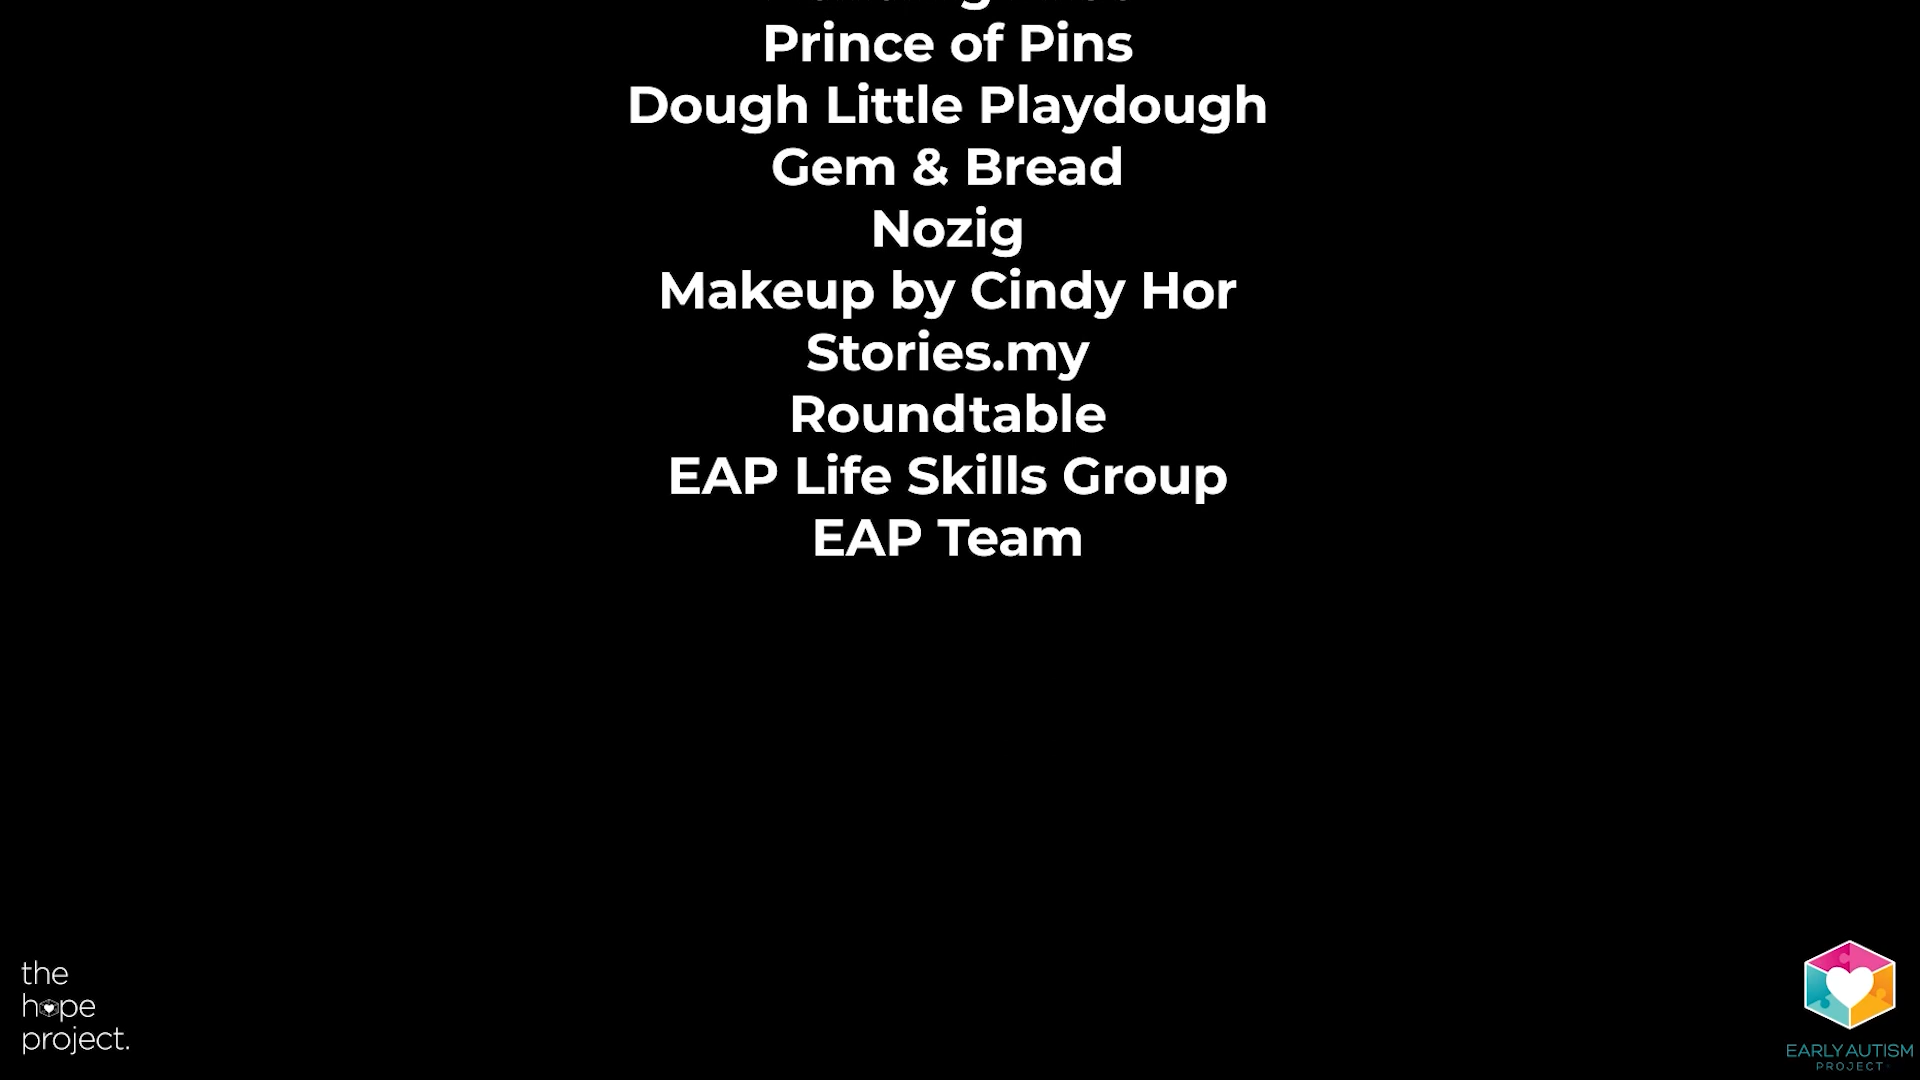 Prince of Pins
Dough Little Playdough
Gem & Bread
Nozig
Makeup by Cindy Hor
Stories.my
Roundtable
EAP Life Skills Group
EAP Team
the
hope
project.
EARLY AUTISM
PROJECT